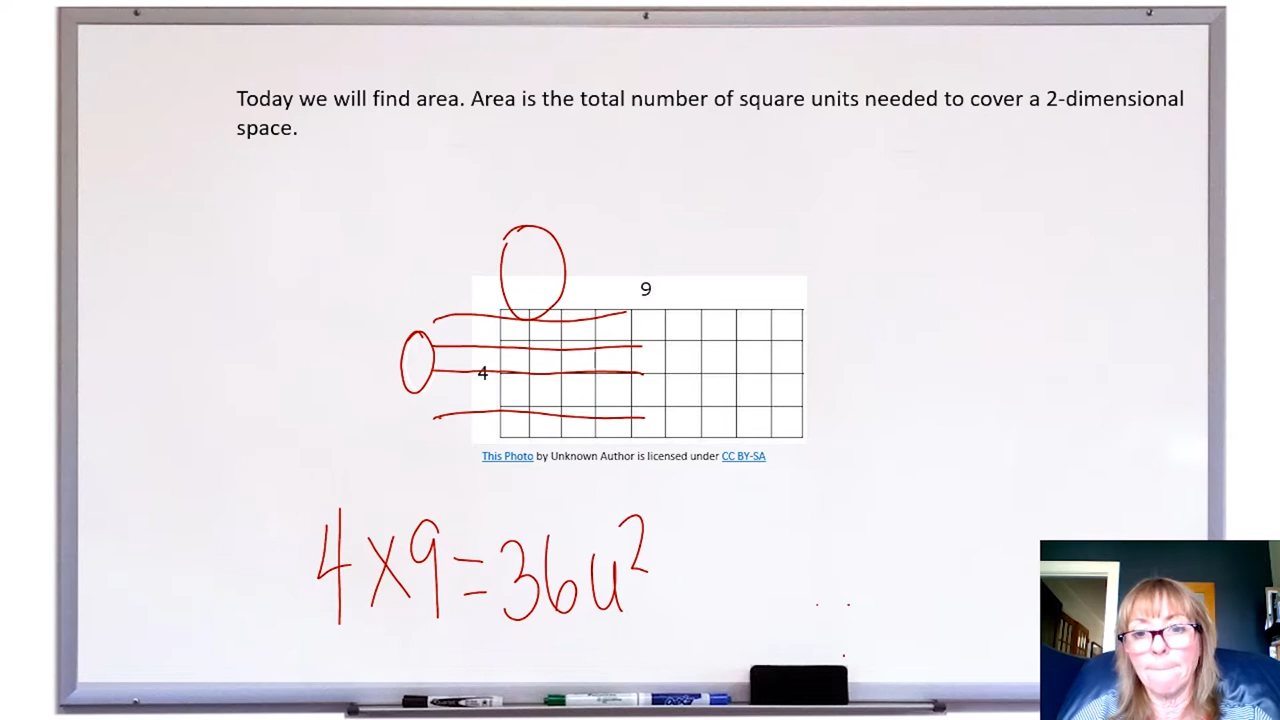 Today we will find area. Area is the total number of square units needed to cover a 2-dimensional
space.
9
4
This Photo by Unknown Author is licensed under CC BY-SA
4×9=36u²